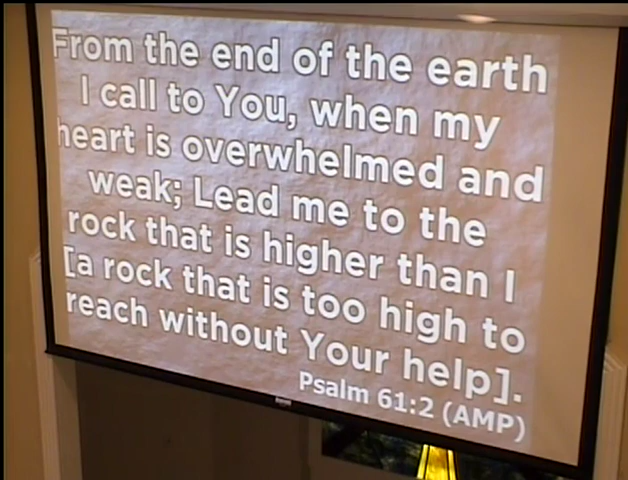 From the end of the earth
I call to You, when my
heart is overwhelmed and
weak; Lead me to the
rock that is higher than I
[a rock that is too high to
reach without Your help].
Psalm 61:2 (AMP)